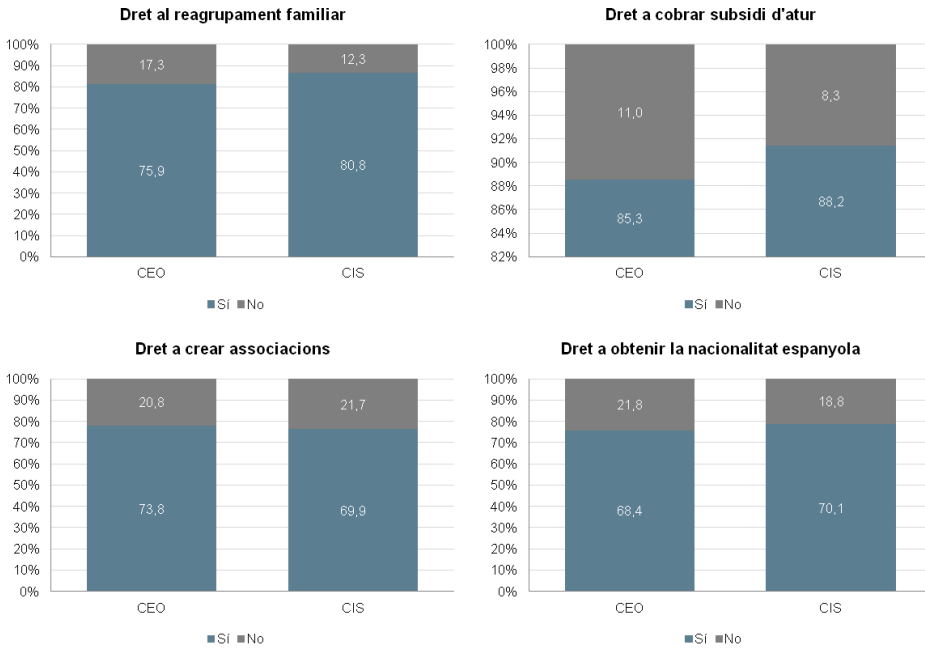 Dret al reagrupament familiar
100%
90%
80%
70%
60%
50%
40%
30%
20%
10%
0%
17,3
12,3
75,9
80,8
CEO
CIS
Sí
No
Dret a cobrar subsidi d'atur
100%
98%
96%
94%
92%
90%
88%
86%
84%
82%
11,0
8,3
85,3
88,2
CEO
CIS
Sí
No
Dret a crear associacions
100%
90%
80%
70%
60%
50%
40%
30%
20%
10%
0%
20,8
21,7
73,8
69,9
CEO
CIS
Sí
No
Dret a obtenir la nacionalitat espanyola
100%
90%
80%
70%
60%
50%
40%
30%
20%
10%
0%
21,8
18,8
68,4
70,1
CEO
CIS
Sí
No